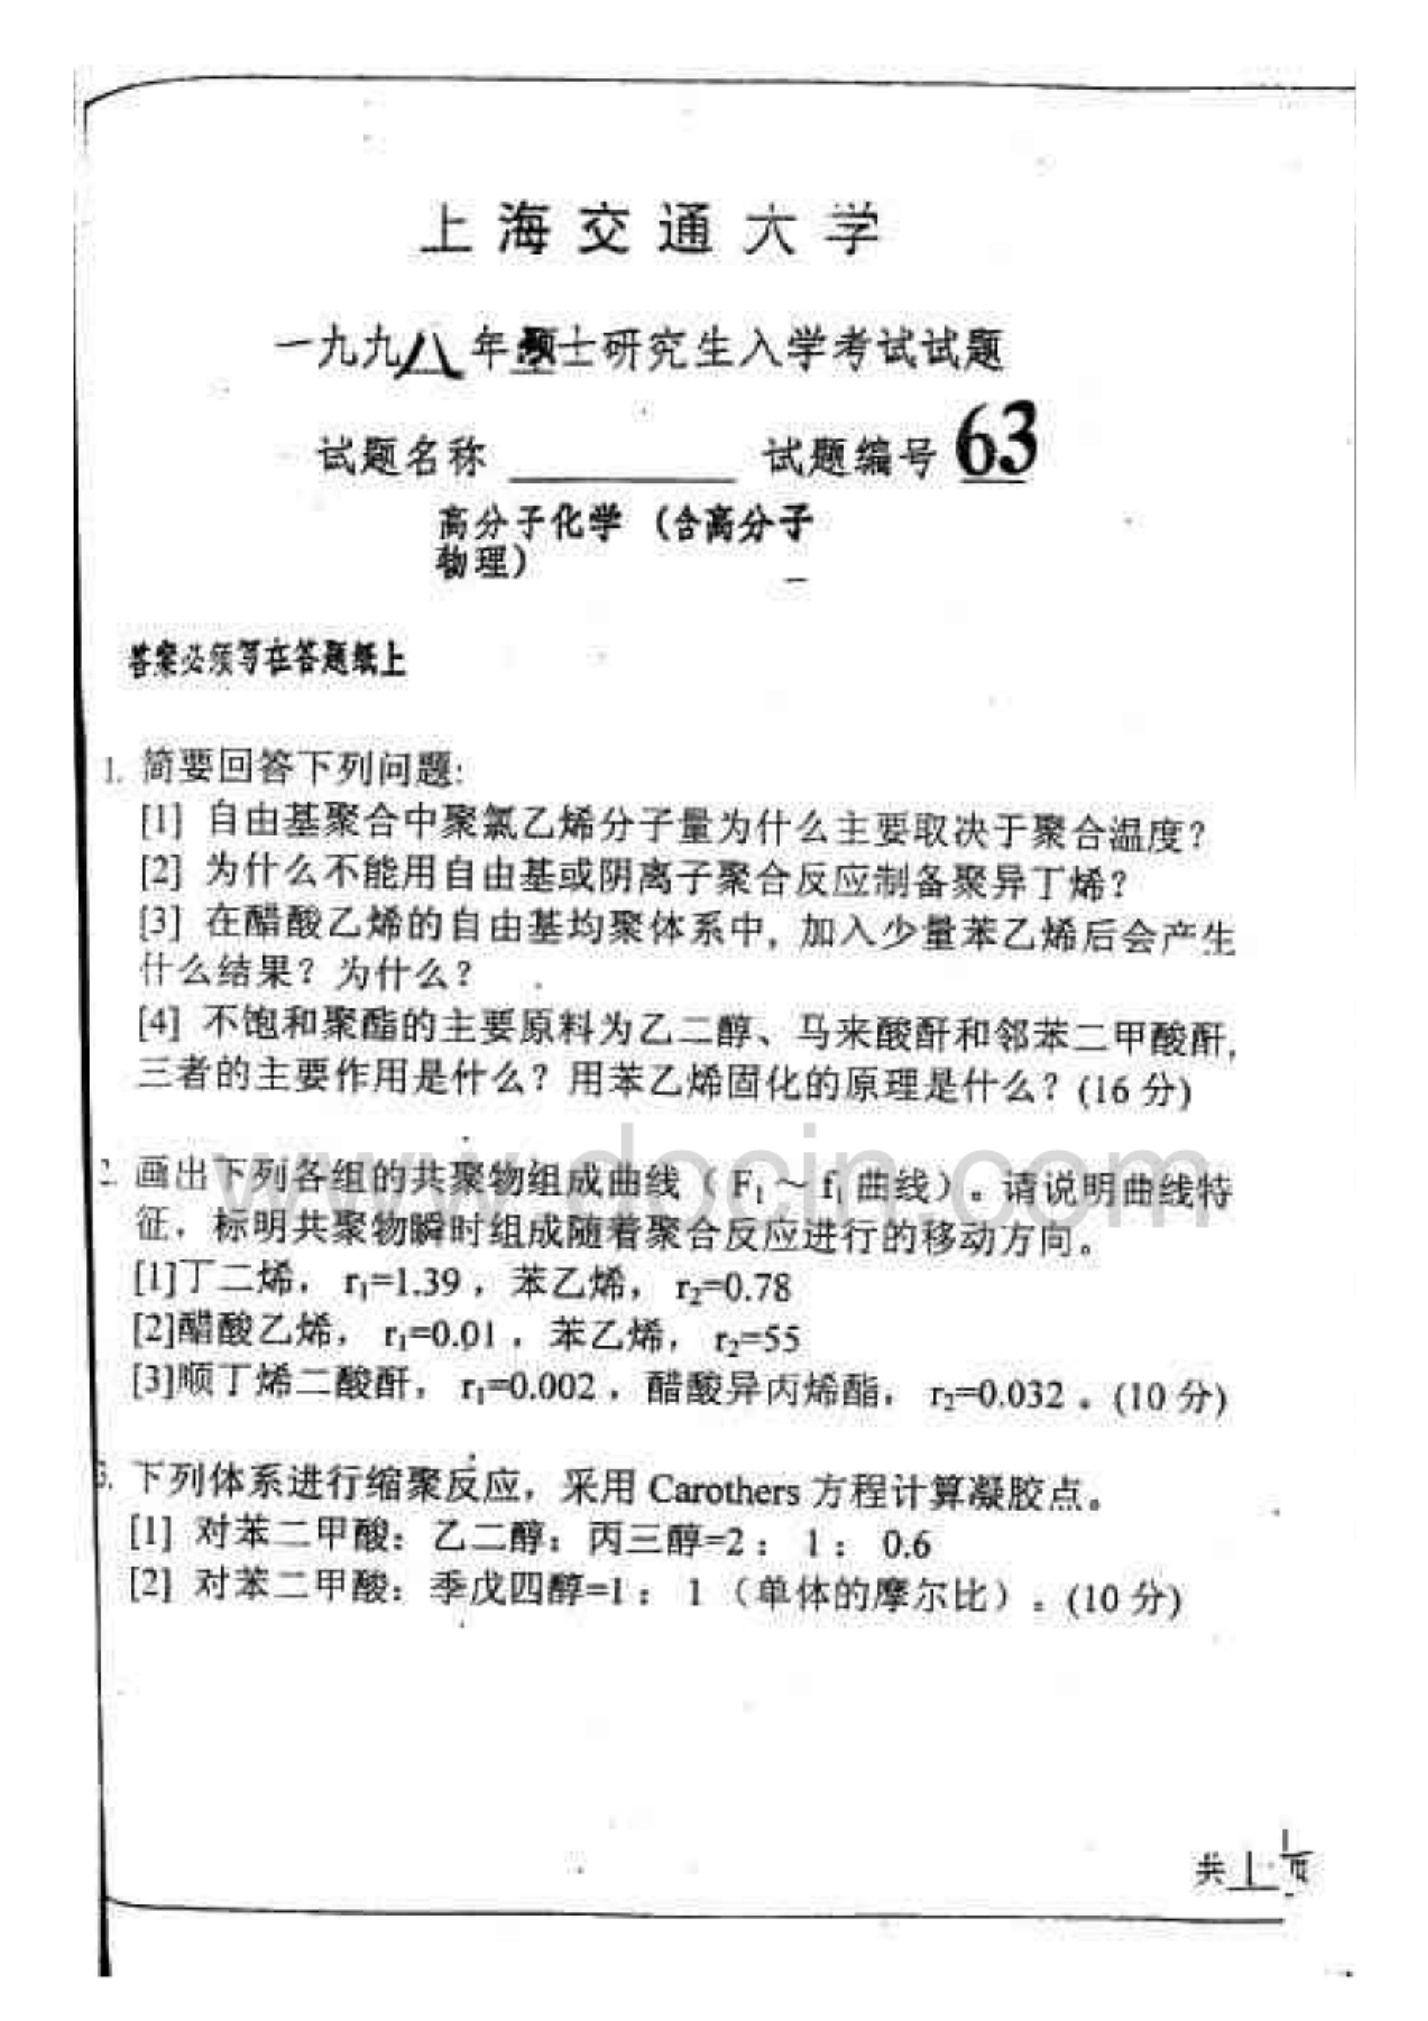 上海交通大学
一九九八年硕士研究生入学考试试题
试题名称 试题编号 63
高分子化学（含高分子
物理）
答案必须写在答题纸上
1. 简要回答下列问题:
[1] 自由基聚合中聚氯乙烯分子量为什么主要取决于聚合温度?
[2] 为什么不能用自由基或阴离子聚合反应制备聚异丁烯?
[3] 在醋酸乙烯的自由基均聚体系中, 加入少量苯乙烯后会产生
什么结果? 为什么?
[4] 不饱和聚酯的主要原料为乙二醇、马来酸酐和邻苯二甲酸酐,
三者的主要作用是什么? 用苯乙烯固化的原理是什么? (16 分)
www.docin.com
2. 画出下列各组的共聚物组成曲线（F₁～f₁曲线）。请说明曲线特
征，标明共聚物瞬时组成随着聚合反应进行的移动方向。
[1]丁二烯， r₁=1.39，苯乙烯， r₂=0.78
[2]醋酸乙烯， r₁=0.01，苯乙烯， r₂=55
[3]顺丁烯二酸酐， r₁=0.002，醋酸异丙烯酯， r₂=0.032。(10 分)
3. 下列体系进行缩聚反应，采用 Carothers 方程计算凝胶点。
[1] 对苯二甲酸：乙二醇：丙三醇=2：1：0.6
[2] 对苯二甲酸：季戊四醇=1：1（单体的摩尔比）。(10 分)
共 1 页